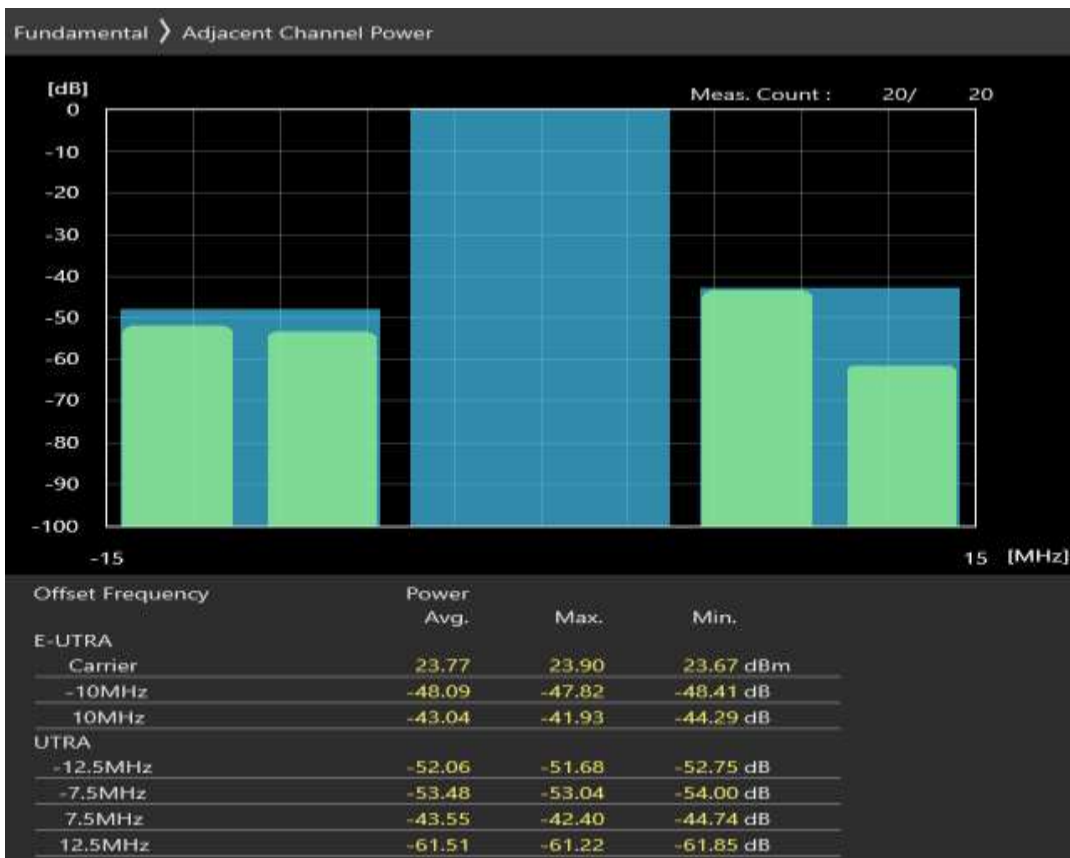 Fundamental ❯ Adjacent Channel Power
[dB]
Meas. Count : 20/ 20
0
-10
-20
-30
-40
-50
-60
-70
-80
-90
-100
-15 15 [MHz]
Offset Frequency Power
Avg. Max. Min.
E-UTRA
Carrier 23.77 23.90 23.67 dBm
-10MHz -48.09 -47.82 -48.41 dB
10MHz -43.04 -41.93 -44.29 dB
UTRA
-12.5MHz -52.06 -51.68 -52.75 dB
-7.5MHz -53.48 -53.04 -54.00 dB
7.5MHz -43.55 -42.40 -44.74 dB
12.5MHz -61.51 -61.22 -61.85 dB